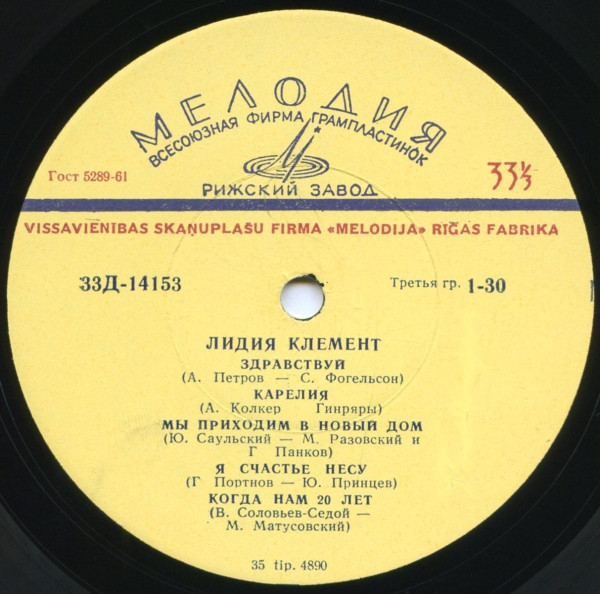 МЕЛОДИЯ
ВСЕСОЮЗНАЯ ФИРМА ГРАМПЛАСТИНОК
Гост 5289-61
33⅓
РИЖСКИЙ ЗАВОД
VISSAVIENĪBAS SKAŅUPLAŠU FIRMA «MELODIJA» RĪGAS FABRIKA
33Д-14153
Третья гр. 1-30
ЛИДИЯ КЛЕМЕНТ
ЗДРАВСТВУЙ
(А. Петров — С. Фогельсон)
КАРЕЛИЯ
(А. Колкер Гинряры)
МЫ ПРИХОДИМ В НОВЫЙ ДОМ
(Ю. Саульский — М. Разовский и
Г Панков)
Я СЧАСТЬЕ НЕСУ
(Г Портнов — Ю. Принцев)
КОГДА НАМ 20 ЛЕТ
(В. Соловьев-Седой —
М. Матусовский)
35 tip. 4890